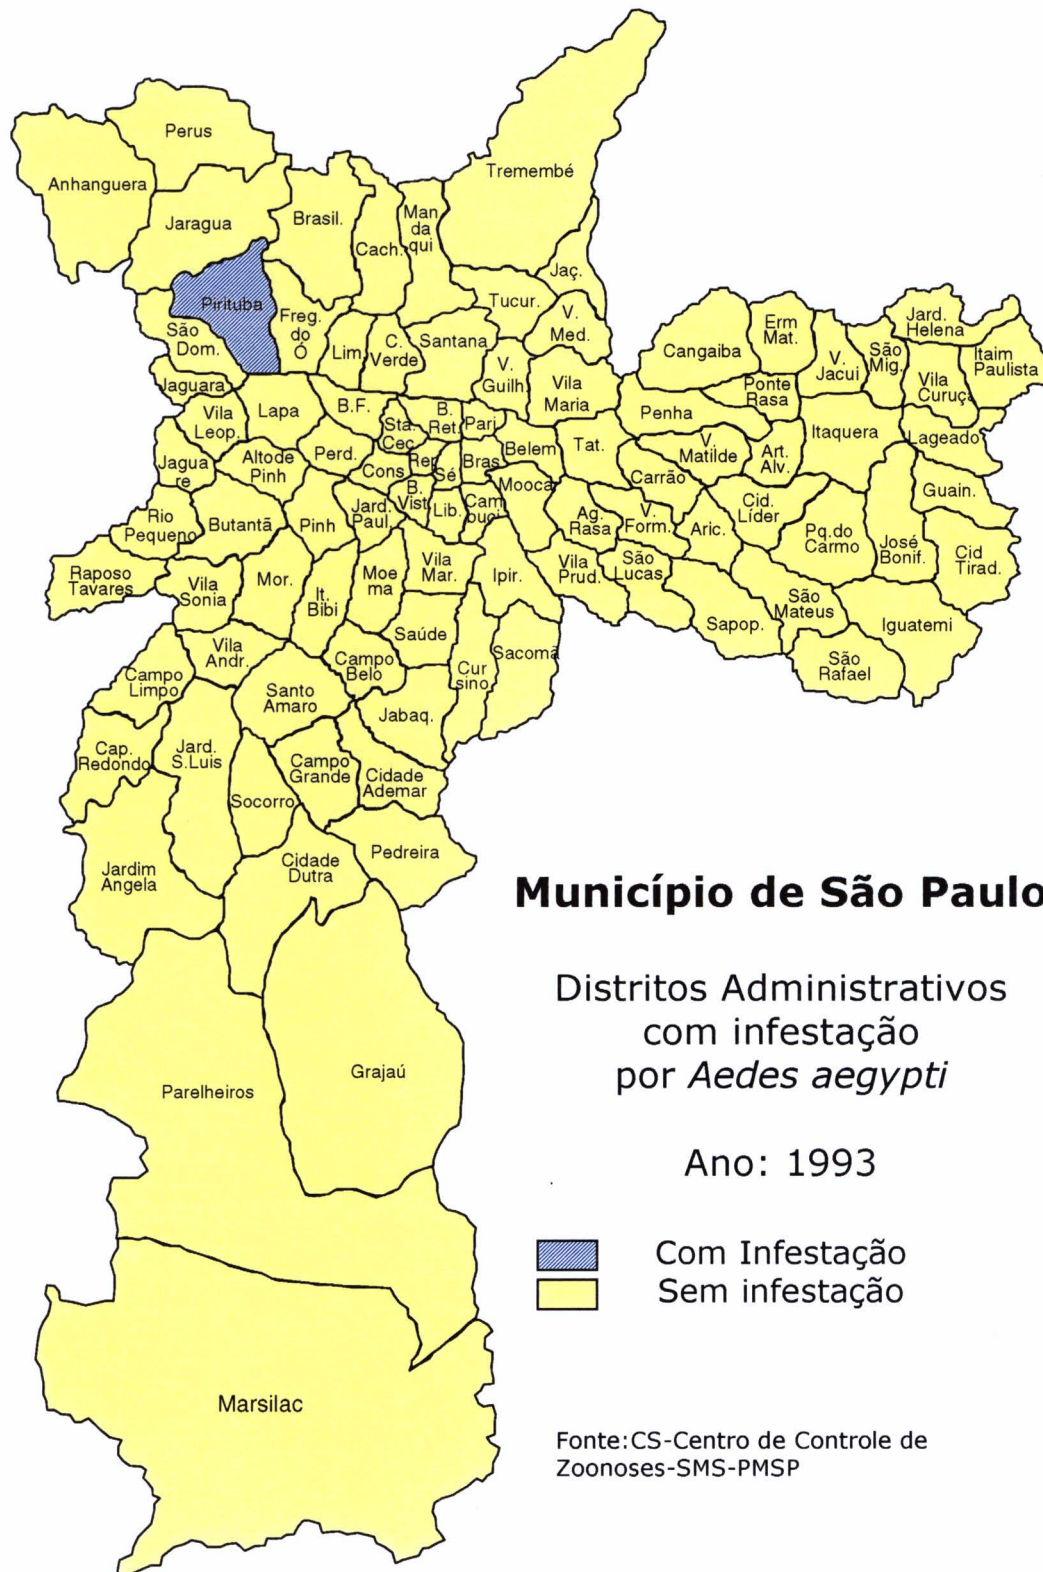 Perus
Anhanguera
Tremembé
Jaragua
Brasil.
Cach.
Man
da
qui
Jaç.
Pirituba
Freg.
do
Ó
São
Dom.
Tucur.
V.
Med.
Lim.
C.
Verde
Santana
V.
Guilh
Vila
Maria
Cangaiba
Erm
Mat.
V.
Jacui
São
Mig.
Jard.
Helena
Itaim
Paulista
Vila
Curuça
Ponte
Rasa
Jaguara
Vila
Leop.
Lapa
B.F.
Sta.
Cec.
B.
Ret.
Pari
Penha
Itaquera
Lageado
Jagua
re
Altode
Pinh
Perd.
Cons
Rep
Sé
Bras
Belem
Tat.
V.
Matilde
Art.
Alv.
Carrão
Mooca
Guain.
Rio
Pequeno
Butantã
Pinh
Jard.
Paul.
B.
Vist
Lib.
Cam
buci
Ag.
Rasa
V.
Form.
Aric.
Cid.
Líder
Pq.do
Carmo
José
Bonif.
Cid
Tirad.
Raposo
Tavares
Vila
Sonia
Mor.
It.
Bibi
Moe
ma
Vila
Mar.
Ipir.
Vila
Prud.
São
Lucas
Sapop.
São
Mateus
Iguatemi
São
Rafael
Vila
Andr.
Campo
Limpo
Santo
Amaro
Campo
Belo
Saúde
Cur
sino
Sacomã
Jabaq.
Cap.
Redondo
Jard.
S.Luis
Socorro
Campo
Grande
Cidade
Ademar
Jardim
Angela
Cidade
Dutra
Pedreira
Município de São Paulo
Distritos Administrativos
com infestação
por Aedes aegypti
Grajaú
Parelheiros
Ano: 1993
Com Infestação
Sem infestação
Marsilac
Fonte:CS-Centro de Controle de
Zoonoses-SMS-PMSP